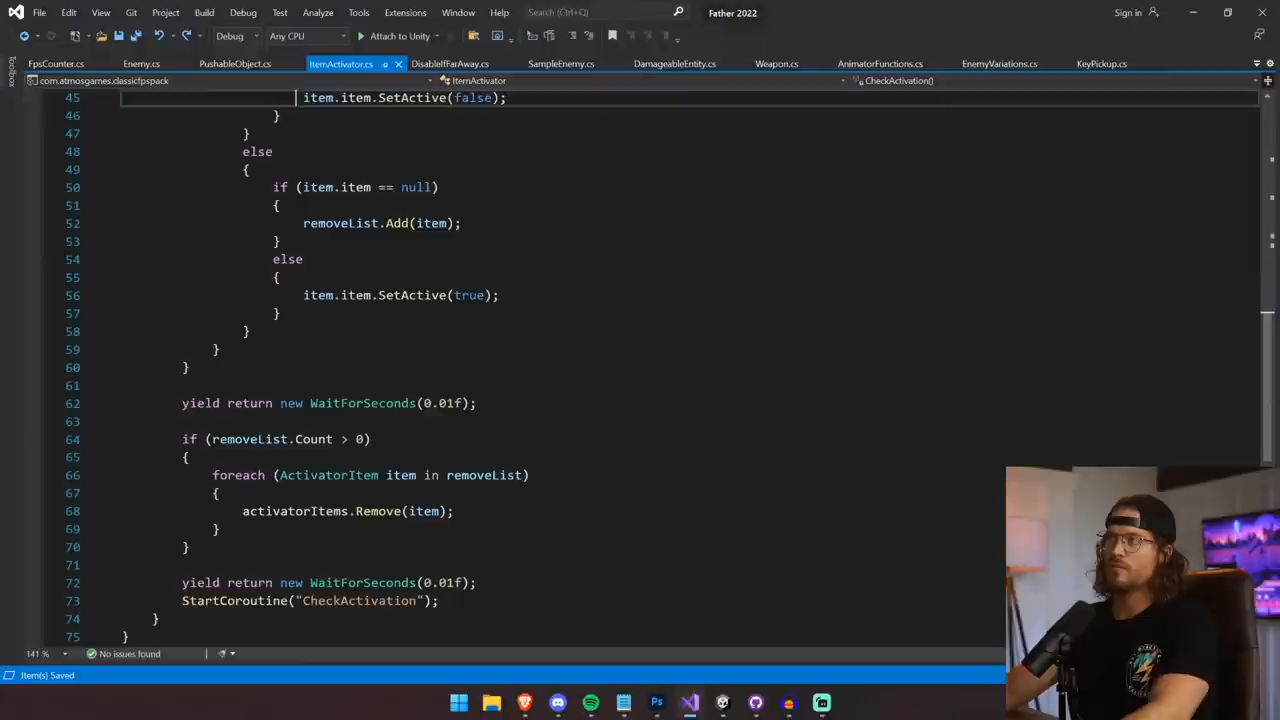 File Edit View Git Project Build Debug Test Analyze Tools Extensions Window Help Search (Ctrl+Q) Father 2022 Sign in
Debug Any CPU Attach to Unity
Toolbox
FpsCounter.cs Enemy.cs PushableObject.cs ItemActivator.cs DisableIfFarAway.cs SampleEnemy.cs DamageableEntity.cs Weapon.cs AnimatorFunctions.cs EnemyVariations.cs KeyPickup.cs
com.atmosgames.classicfpspack ItemActivator CheckActivation()
45 item.item.SetActive(false);
46 }
47 }
48 else
49 {
50 if (item.item == null)
51 {
52 removeList.Add(item);
53 }
54 else
55 {
56 item.item.SetActive(true);
57 }
58 }
59 }
60 }
61
62 yield return new WaitForSeconds(0.01f);
63
64 if (removeList.Count > 0)
65 {
66 foreach (ActivatorItem item in removeList)
67 {
68 activatorItems.Remove(item);
69 }
70 }
71
72 yield return new WaitForSeconds(0.01f);
73 StartCoroutine("CheckActivation");
74 }
75 }
141 % No issues found
Item(s) Saved